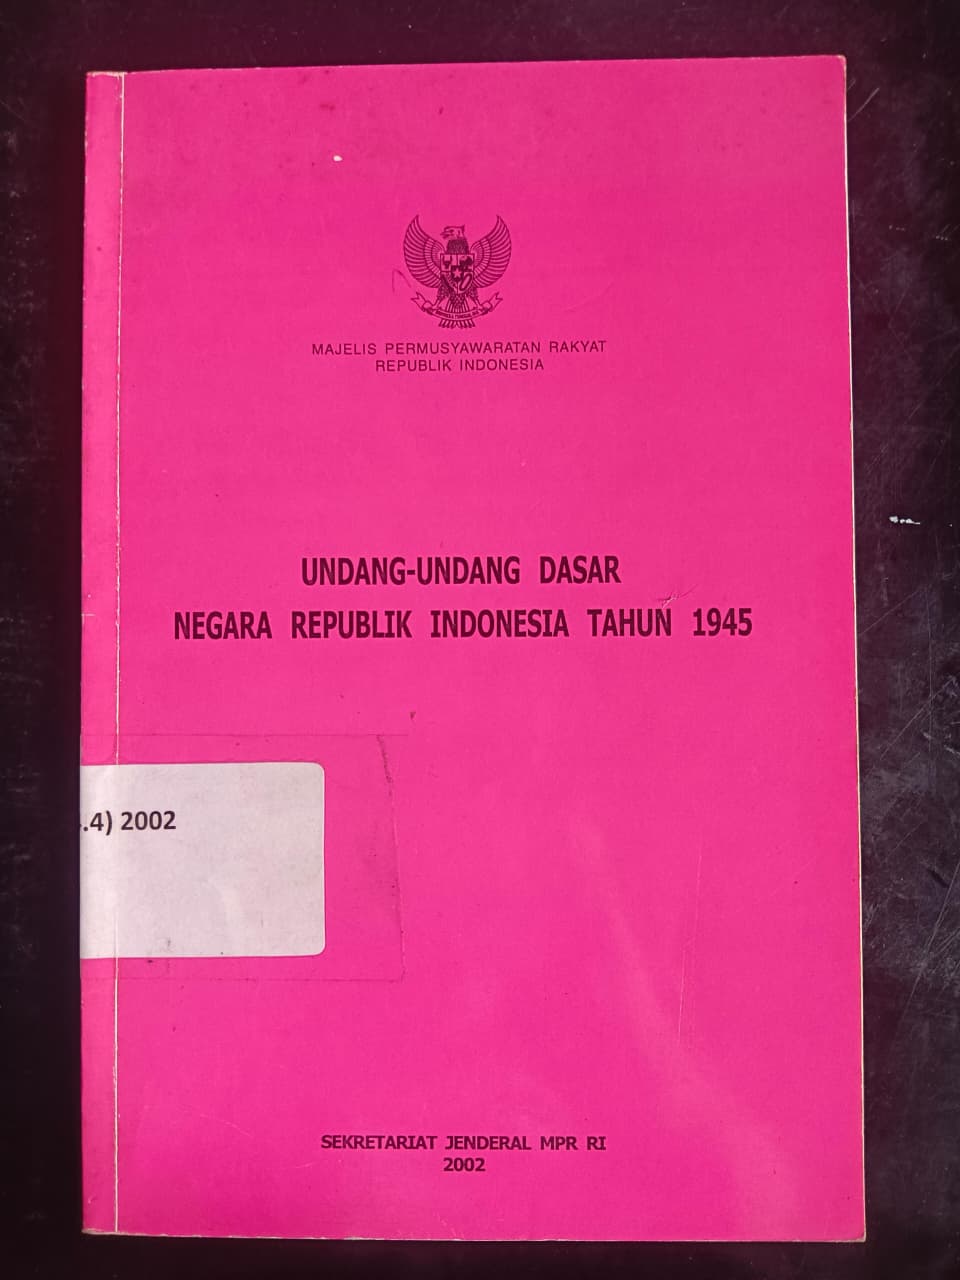 MAJELIS PERMUSYAWARATAN RAKYAT
REPUBLIK INDONESIA
UNDANG-UNDANG DASAR
NEGARA REPUBLIK INDONESIA TAHUN 1945
.4) 2002
SEKRETARIAT JENDERAL MPR RI
2002